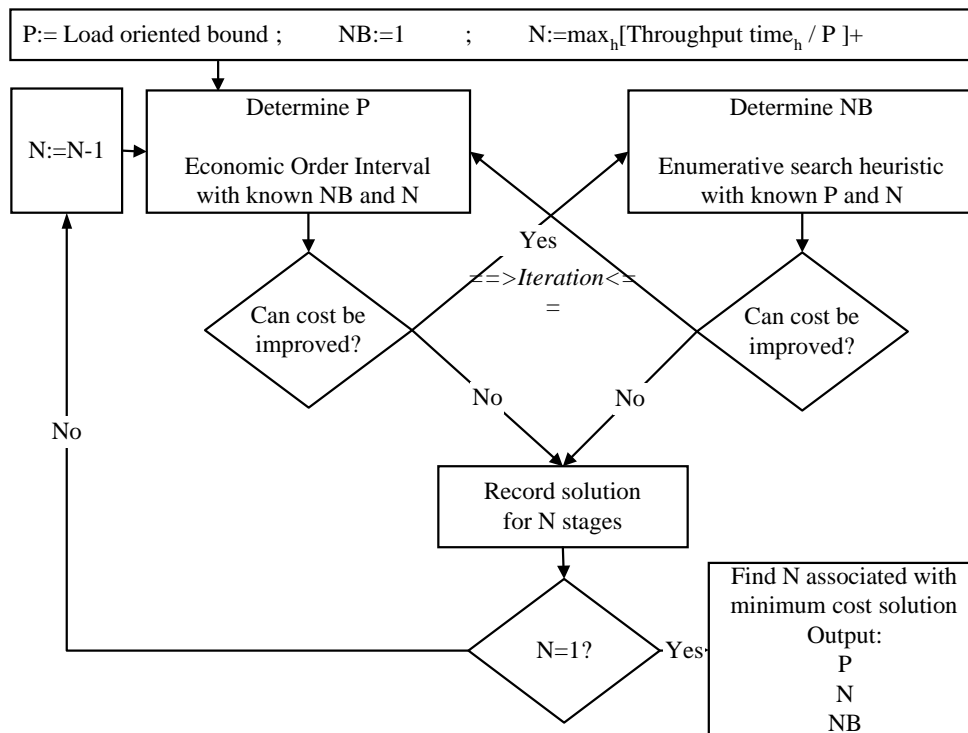 P:= Load oriented bound ; NB:=1 ; N:=max_h[Throughput time_h / P ]+
N:=N-1
Determine P
Economic Order Interval
with known NB and N
Determine NB
Enumerative search heuristic
with known P and N
Yes
==>Iteration<=
=
Can cost be
improved?
Can cost be
improved?
No
No
No
Record solution
for N stages
N=1?
Yes
Find N associated with
minimum cost solution
Output:
P
N
NB